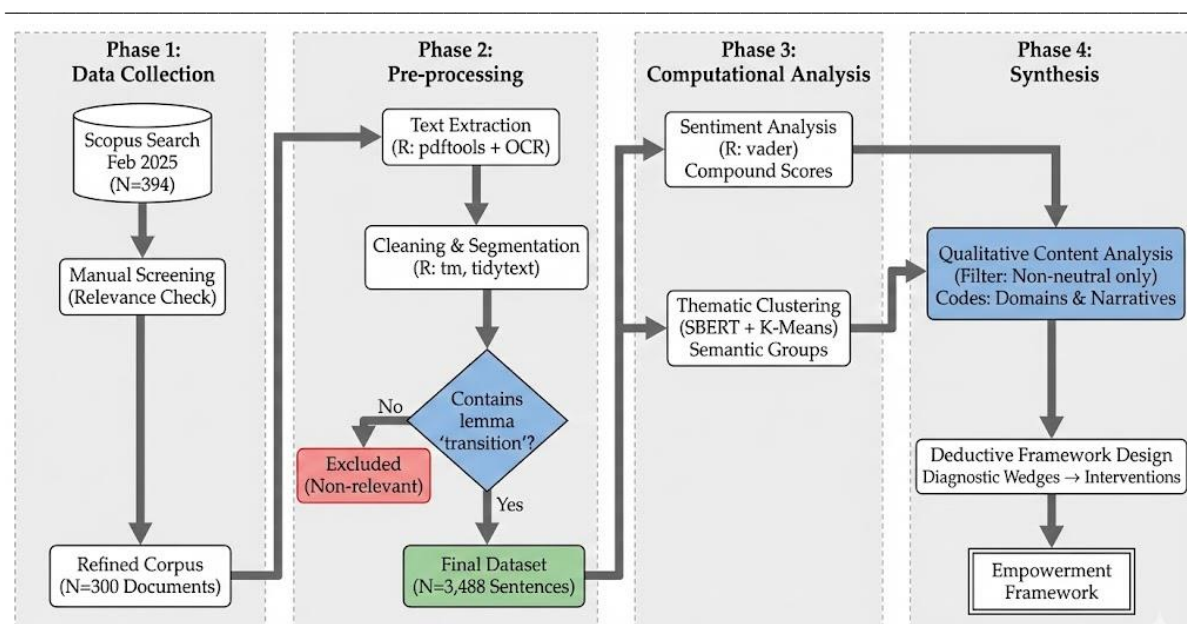 Phase 1:
Data Collection
Scopus Search
Feb 2025
(N=394)
Manual Screening
(Relevance Check)
Refined Corpus
(N=300 Documents)
Phase 2:
Pre-processing
Text Extraction
(R: pdftools + OCR)
Cleaning & Segmentation
(R: tm, tidytext)
Contains
lemma
‘transition’?
No
Excluded
(Non-relevant)
Yes
Final Dataset
(N=3,488 Sentences)
Phase 3:
Computational Analysis
Sentiment Analysis
(R: vader)
Compound Scores
Thematic Clustering
(SBERT + K-Means)
Semantic Groups
Phase 4:
Synthesis
Qualitative Content Analysis
(Filter: Non-neutral only)
Codes: Domains & Narratives
Deductive Framework Design
Diagnostic Wedges → Interventions
Empowerment
Framework